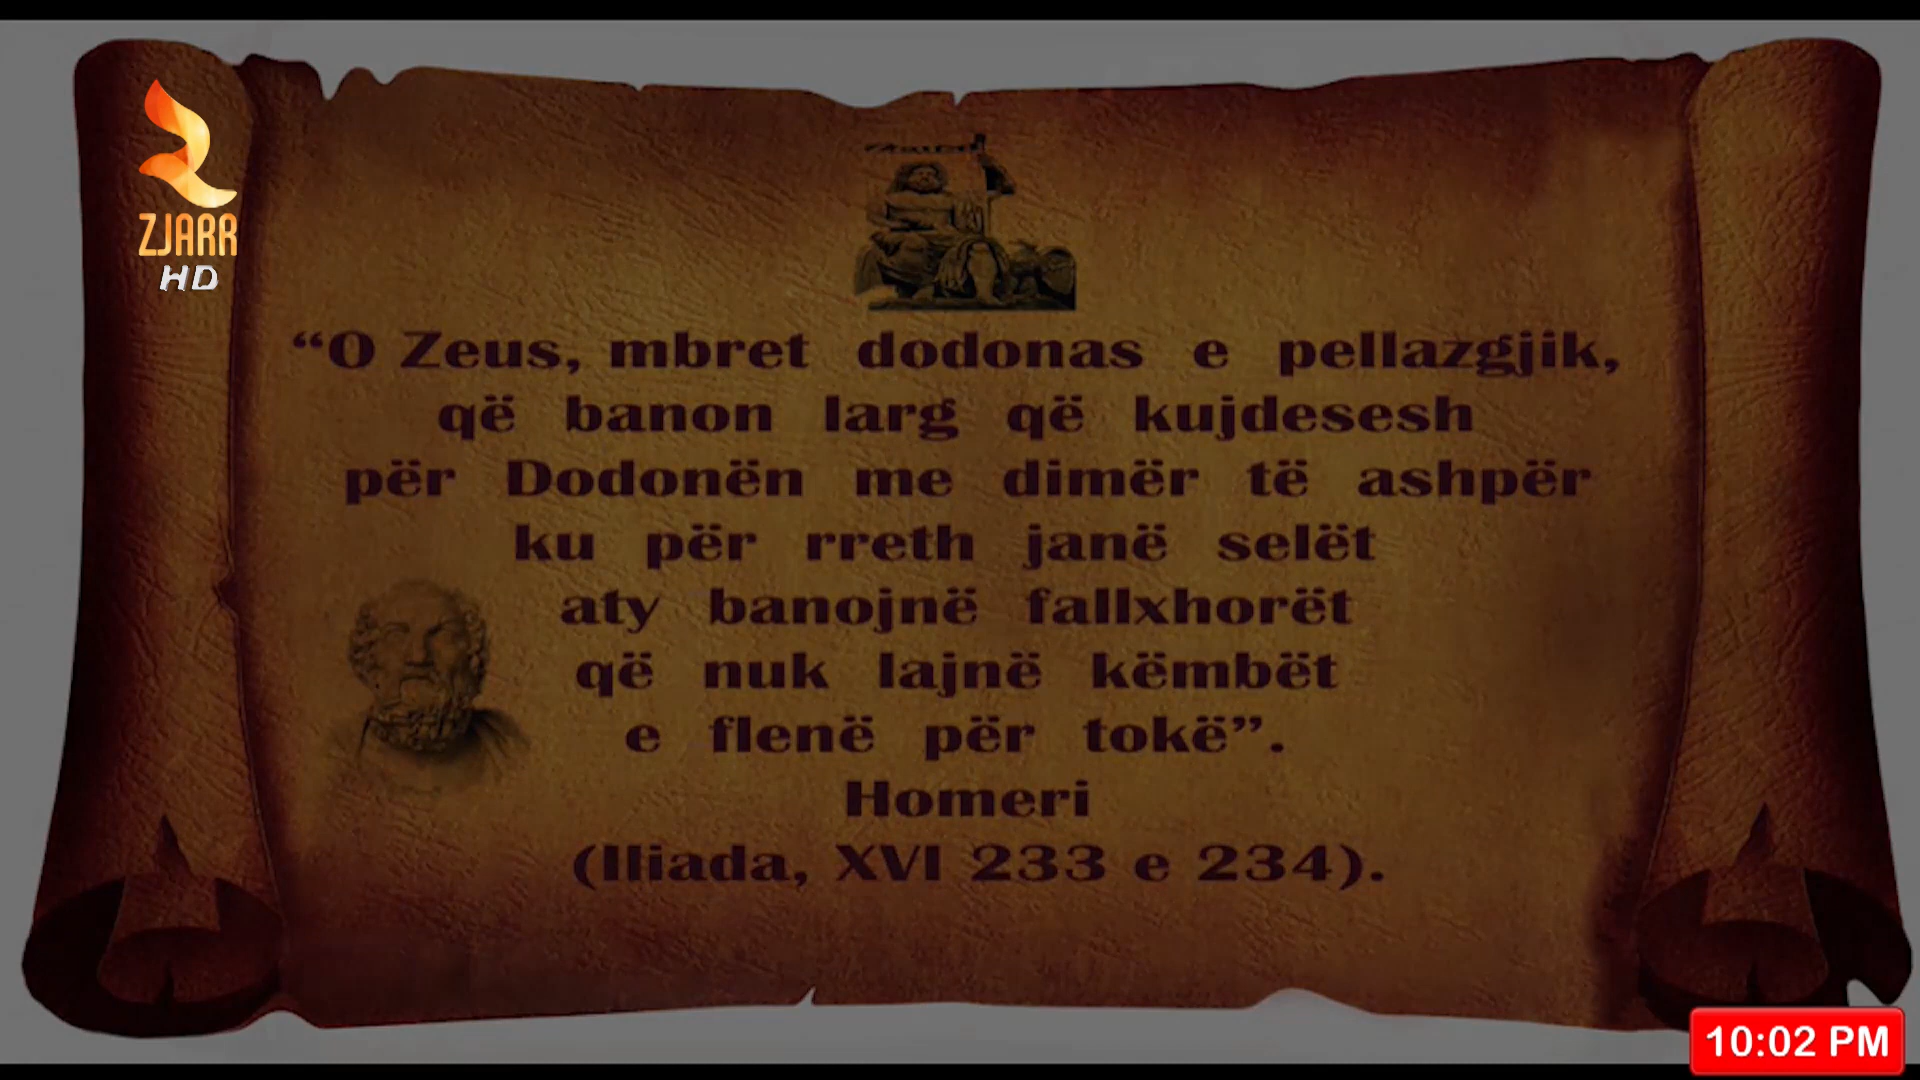 ZJARR
HD
“O Zeus, mbret dodonas e pellazgjik,
që banon larg që kujdesesh
për Dodonën me dimër të ashpër
ku për rreth janë selët
aty banojnë fallxhorët
që nuk lajnë këmbët
e flenë për tokë”.
Homeri
(Iliada, XVI 233 e 234).
10:02 PM